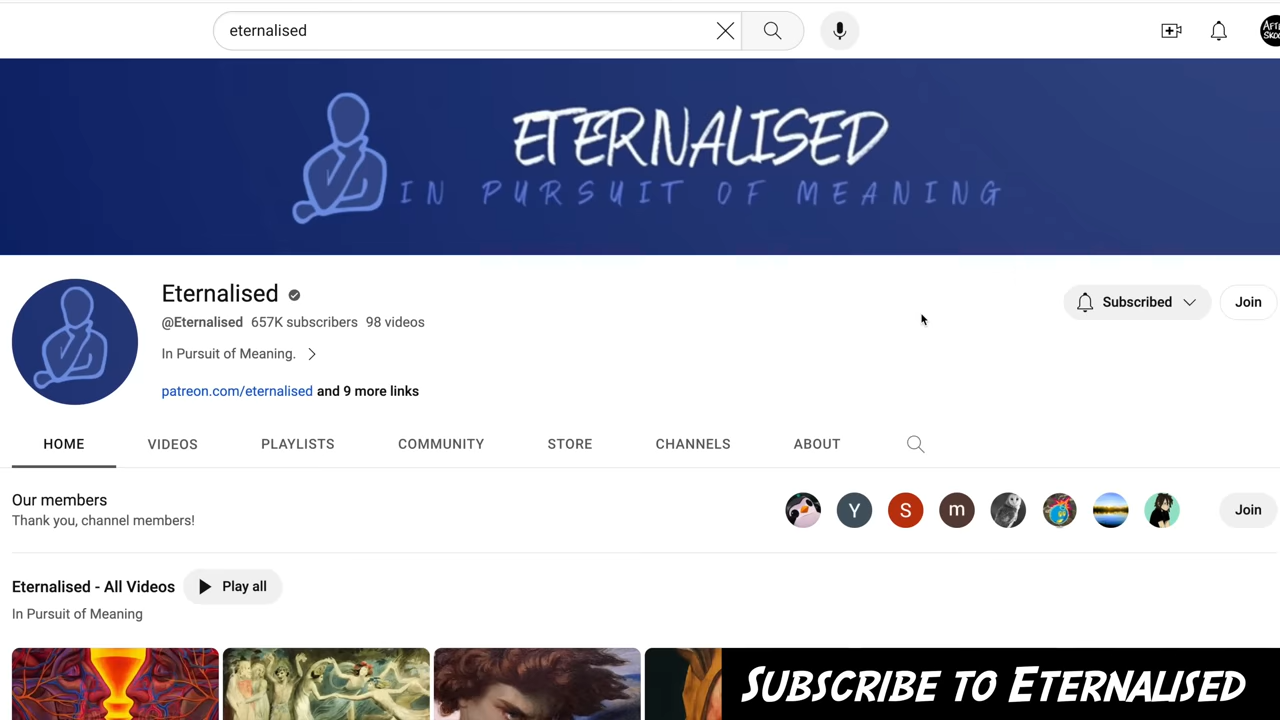 eternalised
AFTER
SKOOL
ETERNALISED
IN PURSUIT OF MEANING
Eternalised
@Eternalised 657K subscribers 98 videos
In Pursuit of Meaning.
patreon.com/eternalised and 9 more links
Subscribed
Join
HOME VIDEOS PLAYLISTS COMMUNITY STORE CHANNELS ABOUT
Our members
Thank you, channel members!
Y S m
Join
Eternalised - All Videos Play all
In Pursuit of Meaning
SUBSCRIBE TO ETERNALISED